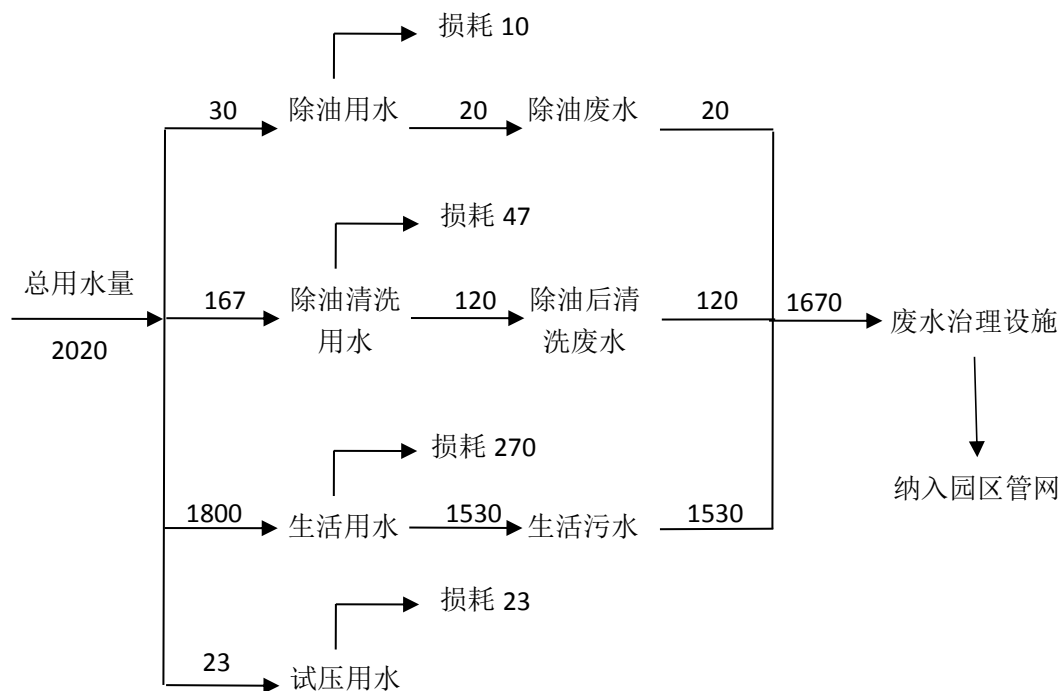 损耗 10
30
除油用水
20
除油废水
20
损耗 47
总用水量
2020
167
除油清洗
用水
120
除油后清
洗废水
120
1670
废水治理设施
损耗 270
纳入园区管网
1800
生活用水
1530
生活污水
1530
损耗 23
23
试压用水